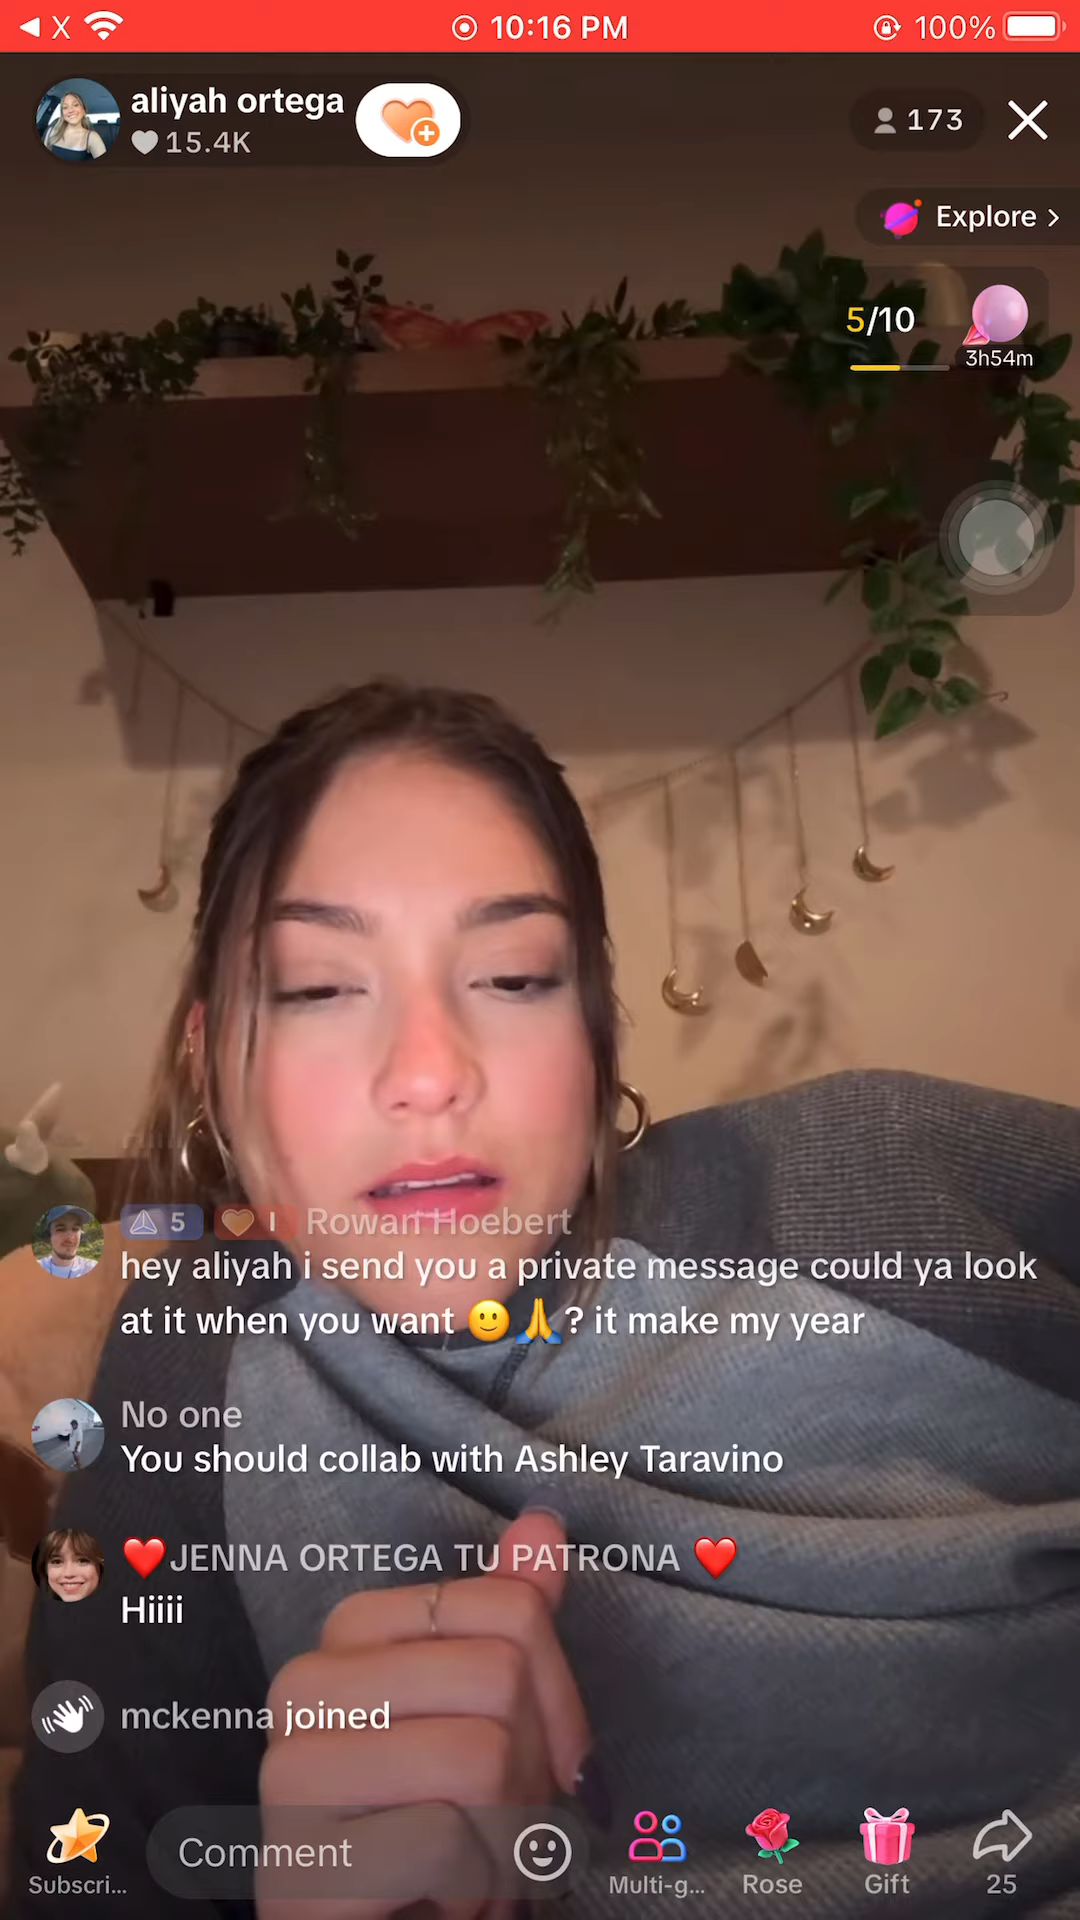 X 10:16 PM 100%
aliyah ortega
15.4K
173
Explore >
5/10
3h54m
5 I Rowan Hoebert
hey aliyah i send you a private message could ya look
at it when you want 🙂🙏? it make my year
No one
You should collab with Ashley Taravino
❤️JENNA ORTEGA TU PATRONA ❤️
Hiiii
mckenna joined
Subscri...
Comment
Multi-g...
Rose
Gift
25